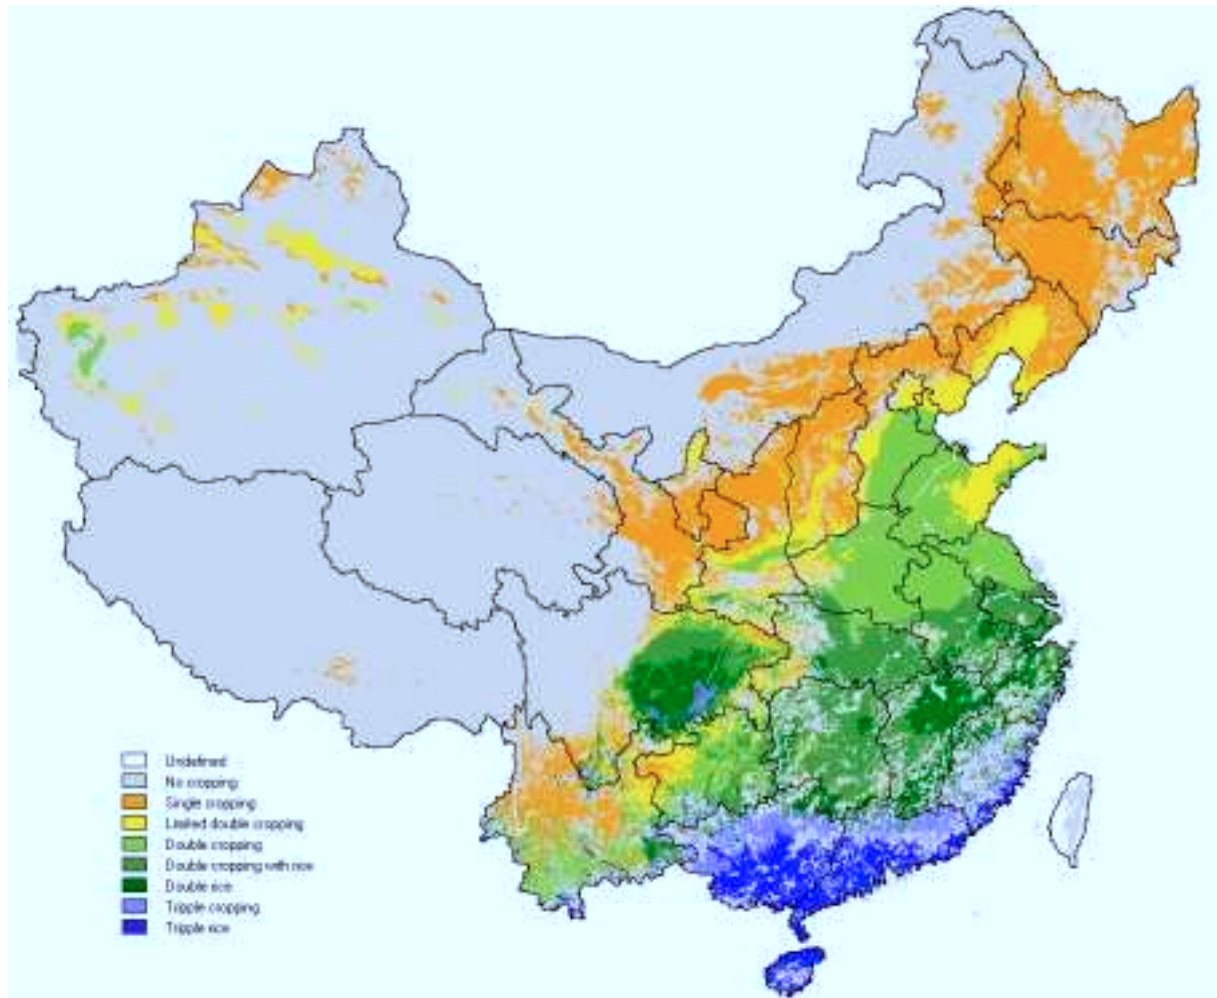 Undefined
No cropping
Single cropping
Limited double cropping
Double cropping
Double cropping with rice
Double rice
Tripple cropping
Tripple rice